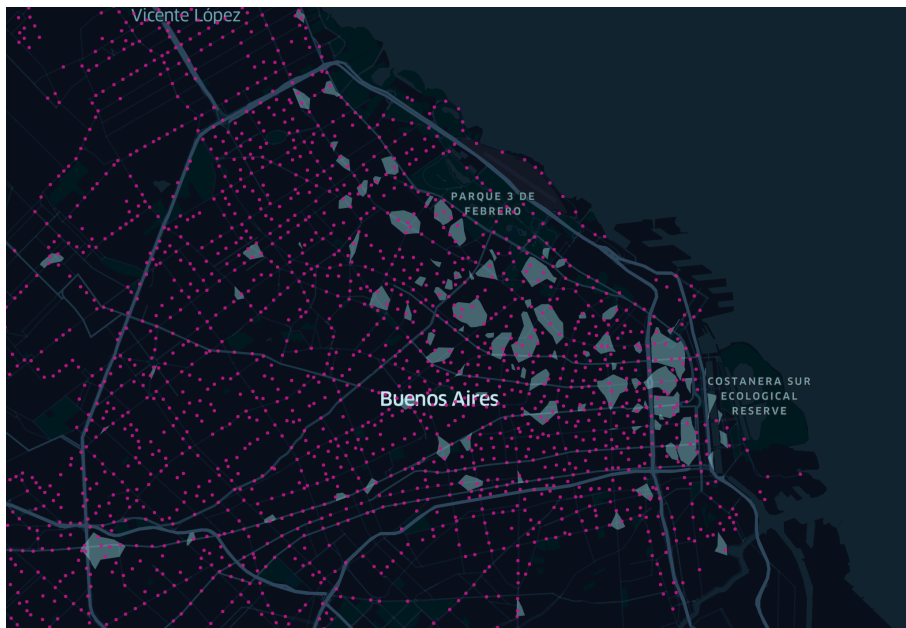 Vicente López
PARQUE 3 DE
FEBRERO
COSTANERA SUR
ECOLOGICAL
RESERVE
Buenos Aires